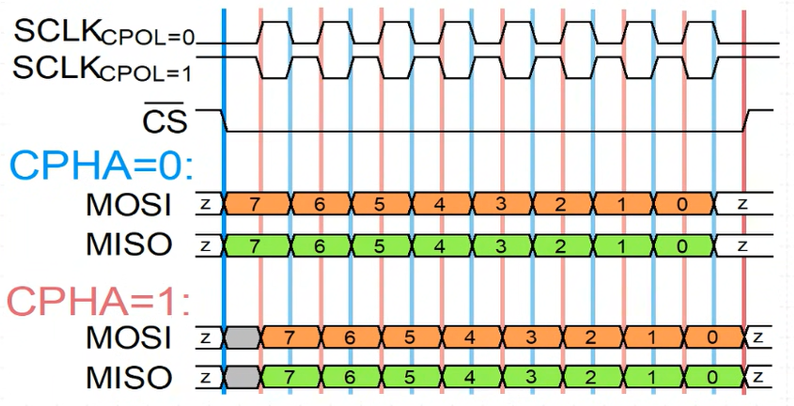 SCLKCPOL=0
SCLKCPOL=1
CS
CPHA=0:
MOSI z 7 6 5 4 3 2 1 0 z
MISO z 7 6 5 4 3 2 1 0 z
CPHA=1:
MOSI z 7 6 5 4 3 2 1 0 z
MISO z 7 6 5 4 3 2 1 0 z